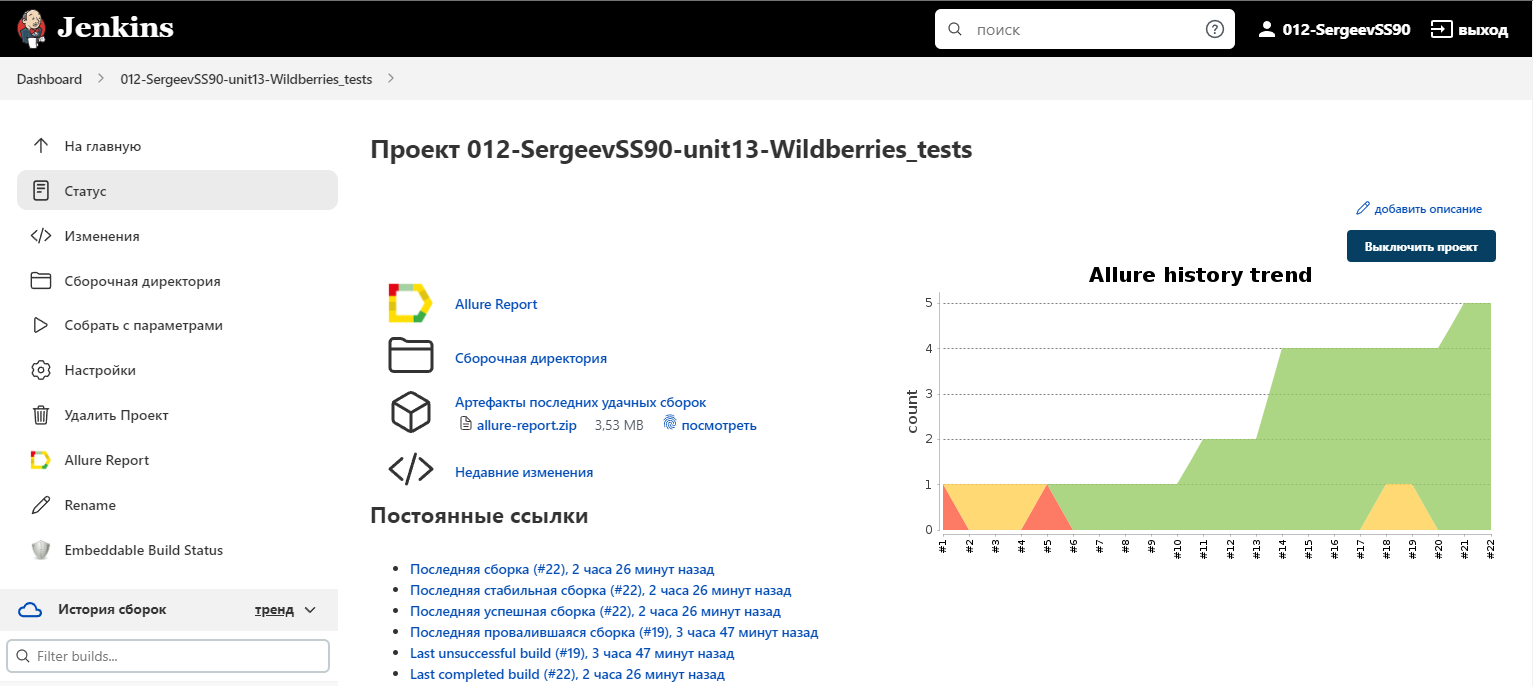 Jenkins
поиск
012-SergeevSS90
выход
Dashboard
012-SergeevSS90-unit13-Wildberries_tests
На главную
Статус
Изменения
Сборочная директория
Собрать с параметрами
Настройки
Удалить Проект
Allure Report
Rename
Embeddable Build Status
История сборок
тренд
Filter builds...
Проект 012-SergeevSS90-unit13-Wildberries_tests
добавить описание
Выключить проект
Allure Report
Сборочная директория
Артефакты последних удачных сборок
allure-report.zip 3,53 MB посмотреть
Недавние изменения
Постоянные ссылки
Последняя сборка (#22), 2 часа 26 минут назад
Последняя стабильная сборка (#22), 2 часа 26 минут назад
Последняя успешная сборка (#22), 2 часа 26 минут назад
Последняя провалившаяся сборка (#19), 3 часа 47 минут назад
Last unsuccessful build (#19), 3 часа 47 минут назад
Last completed build (#22), 2 часа 26 минут назад
Allure history trend
count
5
4
3
2
1
0
#1 #2 #3 #4 #5 #6 #7 #8 #9 #10 #11 #12 #13 #14 #15 #16 #17 #18 #19 #20 #21 #22